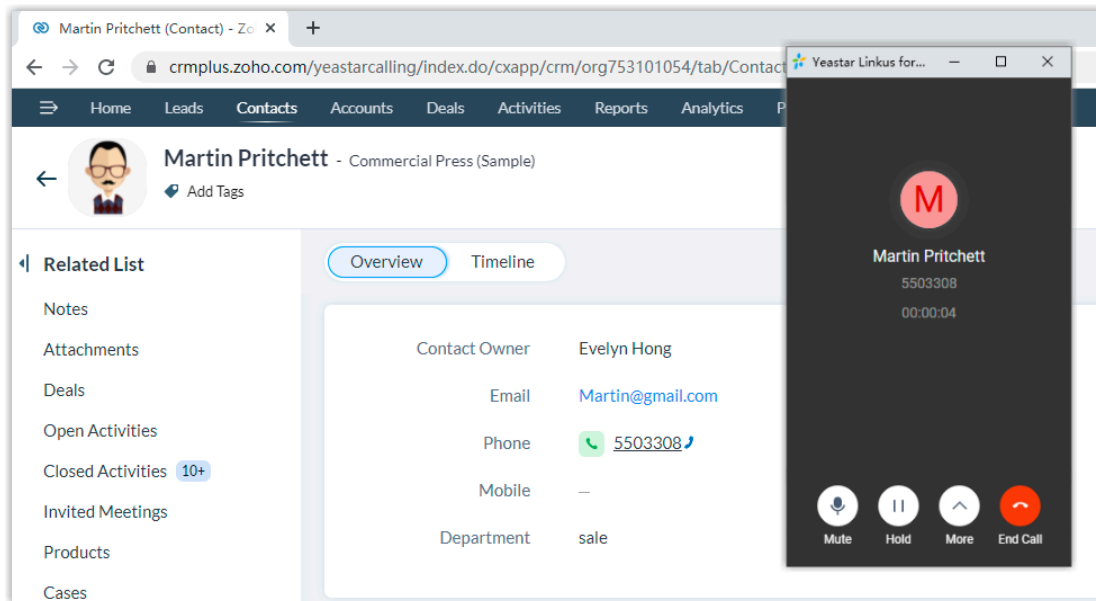 Martin Pritchett (Contact) - Zo
crmplus.zoho.com/yeastarcalling/index.do/cxapp/crm/org753101054/tab/Contac
Home Leads Contacts Accounts Deals Activities Reports Analytics P
Martin Pritchett - Commercial Press (Sample)
Add Tags
Related List
Notes
Attachments
Deals
Open Activities
Closed Activities 10+
Invited Meetings
Products
Cases
Overview Timeline
Contact Owner Evelyn Hong
Email Martin@gmail.com
Phone 5503308
Mobile –
Department sale
Yeastar Linkus for...
M
Martin Pritchett
5503308
00:00:04
Mute Hold More End Call